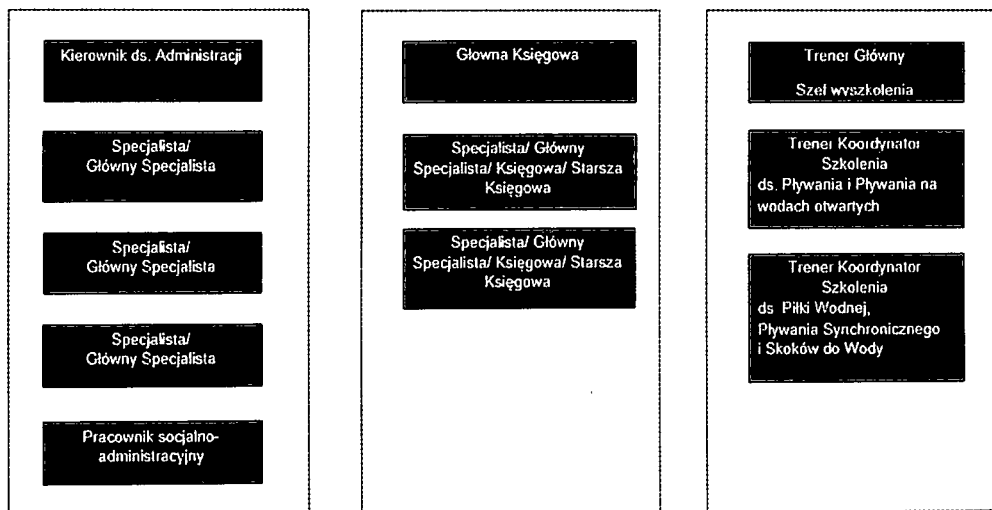 Kierownik ds. Administracji
Specjalista/
Główny Specjalista
Specjalista/
Główny Specjalista
Specjalista/
Główny Specjalista
Pracownik socjalno-
administracyjny
Głowna Księgowa
Specjalista/ Główny
Specjalista/ Księgowa/ Starsza
Księgowa
Specjalista/ Główny
Specjalista/ Księgowa/ Starsza
Księgowa
Trener Główny
Szef wyszkolenia
Trener Koordynator
Szkolenia
ds. Pływania i Pływania na
wodach otwartych
Trener Koordynator
Szkolenia
ds. Piłki Wodnej,
Pływania Synchronicznego
i Skoków do Wody